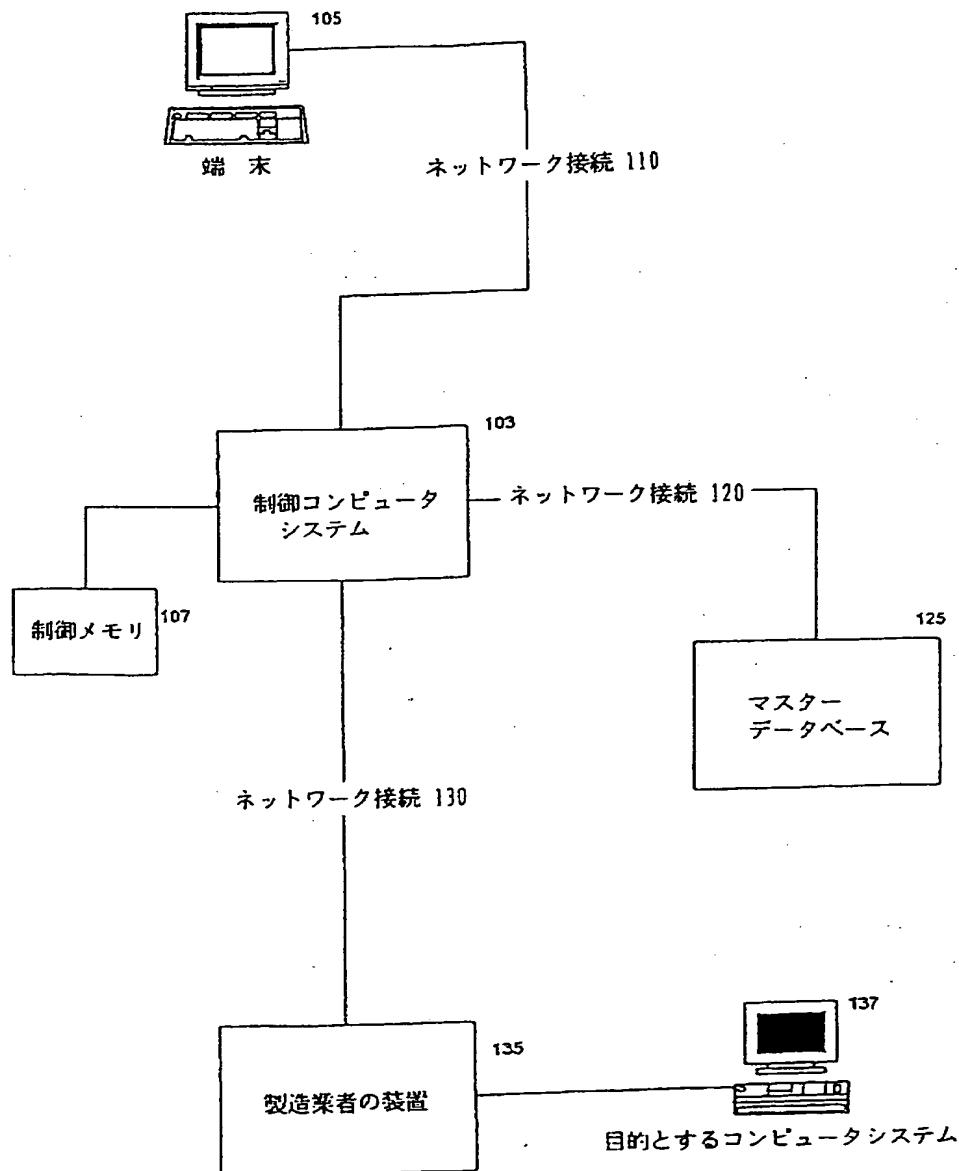 105
端末
ネットワーク接続 110
103
制御コンピュータ
システム
ネットワーク接続 120
制御メモリ
107
125
マスター
データベース
ネットワーク接続 130
137
135
製造業者の装置
目的とするコンピュータシステム